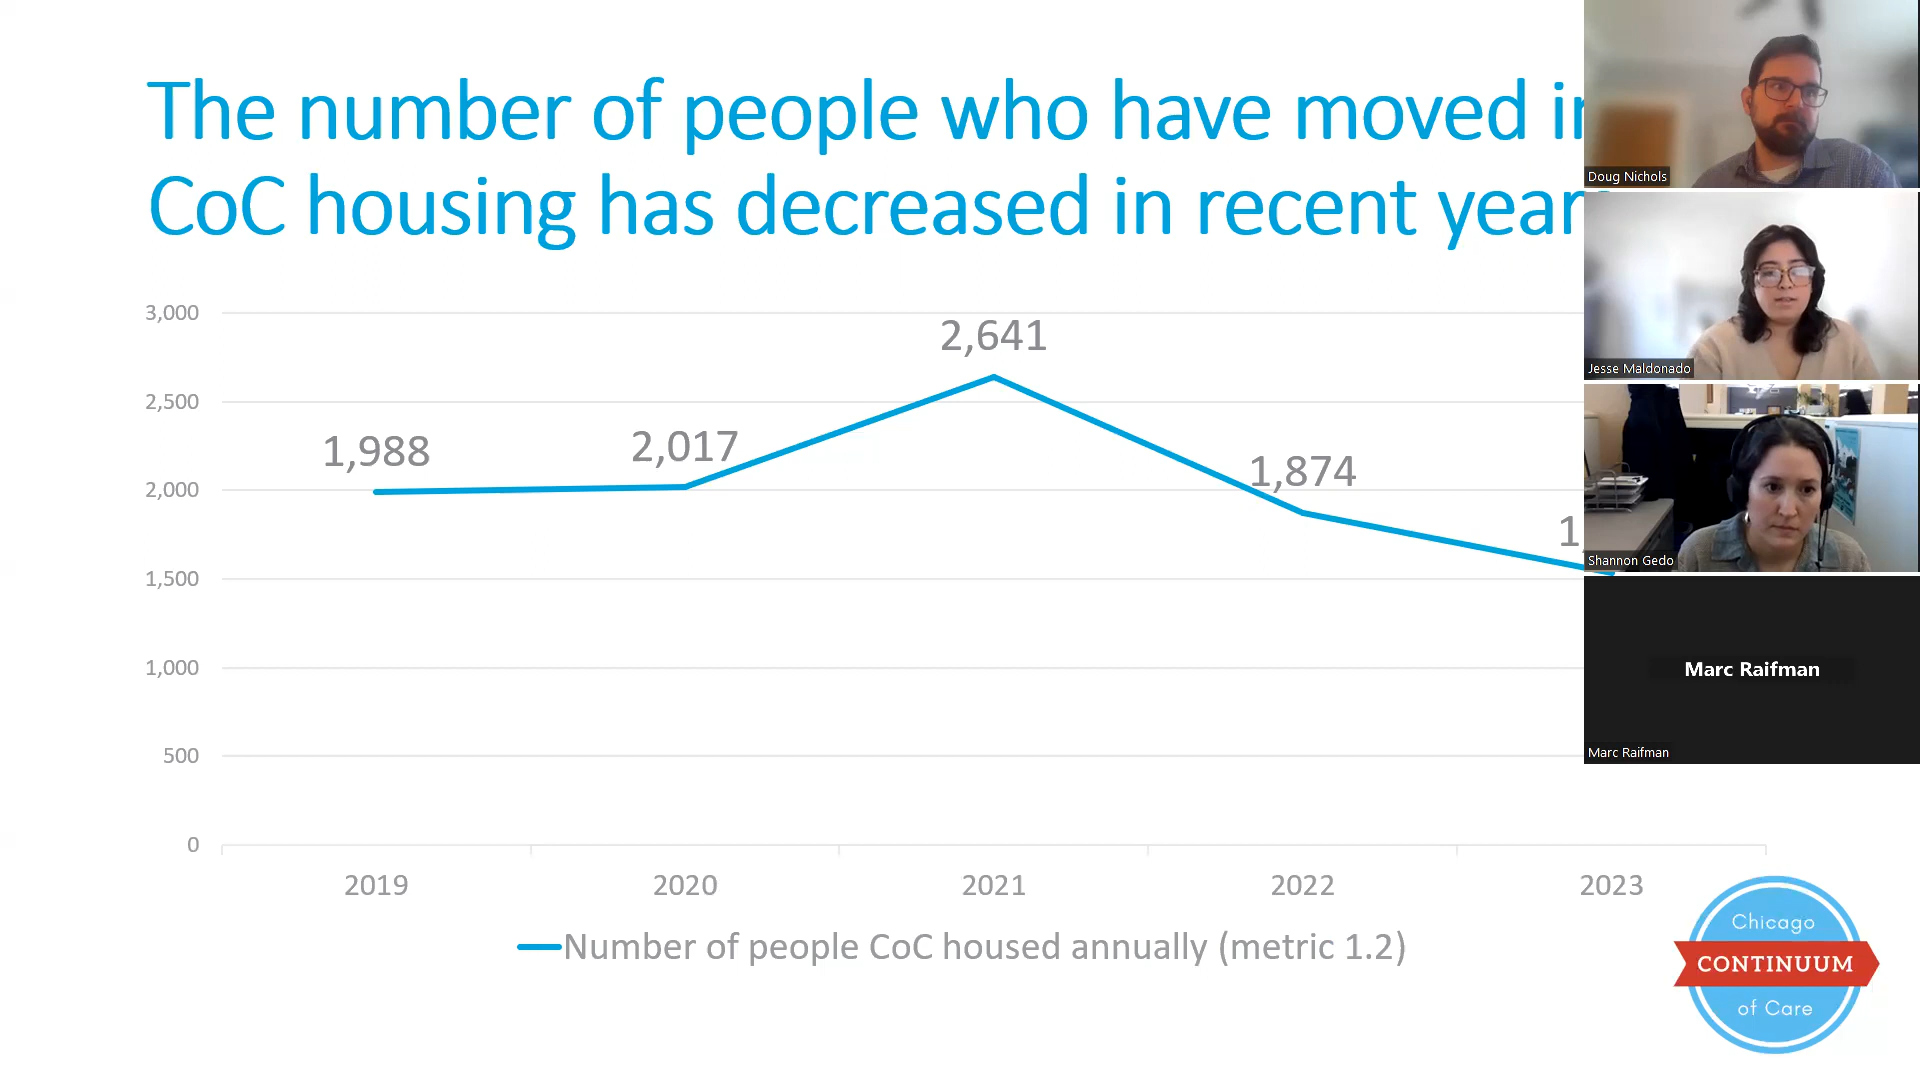 The number of people who have moved in
CoC housing has decreased in recent year
3,000
2,500
2,000
1,500
1,000
500
0
1,988
2,017
2,641
1,874
1,
2019
2020
2021
2022
2023
Number of people CoC housed annually (metric 1.2)
Chicago
CONTINUUM
of Care
Doug Nichols
Jesse Maldonado
Shannon Gedo
Marc Raifman
Marc Raifman